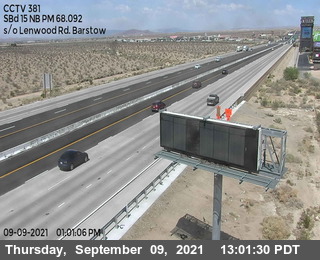 CCTV 381
SBd 15 NB PM 68.092
s/o Lenwood Rd. Barstow
09-09-2021 01:01:06 PM
Thursday, September 09, 2021 13:01:30 PDT